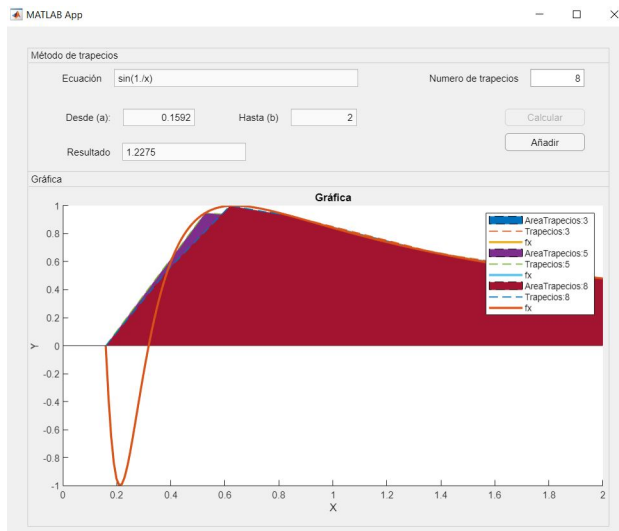 MATLAB App
Método de trapecios
Ecuación sin(1./x) Numero de trapecios 8
Desde (a): 0.1592 Hasta (b) 2 Calcular
Añadir
Resultado 1.2275
Gráfica
Gráfica
1
0.8
0.6
0.4
0.2
0
-0.2
-0.4
-0.6
-0.8
-1
Y
AreaTrapecios:3
Trapecios:3
fx
AreaTrapecios:5
Trapecios:5
fx
AreaTrapecios:8
Trapecios:8
fx
0 0.2 0.4 0.6 0.8 1 1.2 1.4 1.6 1.8 2
X